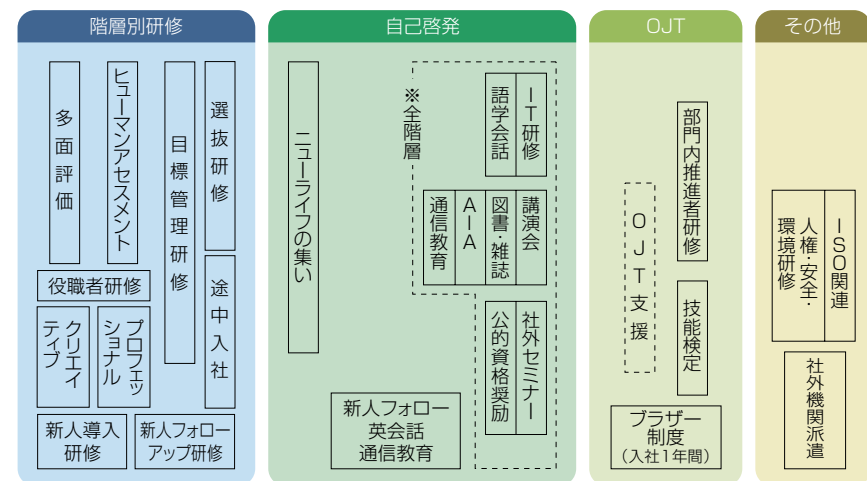 階層別研修
多面評価
ヒューマンアセスメント
目標管理研修
選抜研修
役職者研修
クリエイ
ティブ
プロフェッ
ショナル
途中入社
新人導入
研修
新人フォロー
アップ研修
自己啓発
ニューライフの集い
※全階層
IT研修
語学会話
講演会
図書・雑誌
AIA
通信教育
社外セミナー
公的資格奨励
新人フォロー
英会話
通信教育
OJT
OJT支援
部門内推進者研修
技能検定
ブラザー
制度
（入社1年間）
その他
ISO関連
人権・安全・
環境研修
社外機関派遣